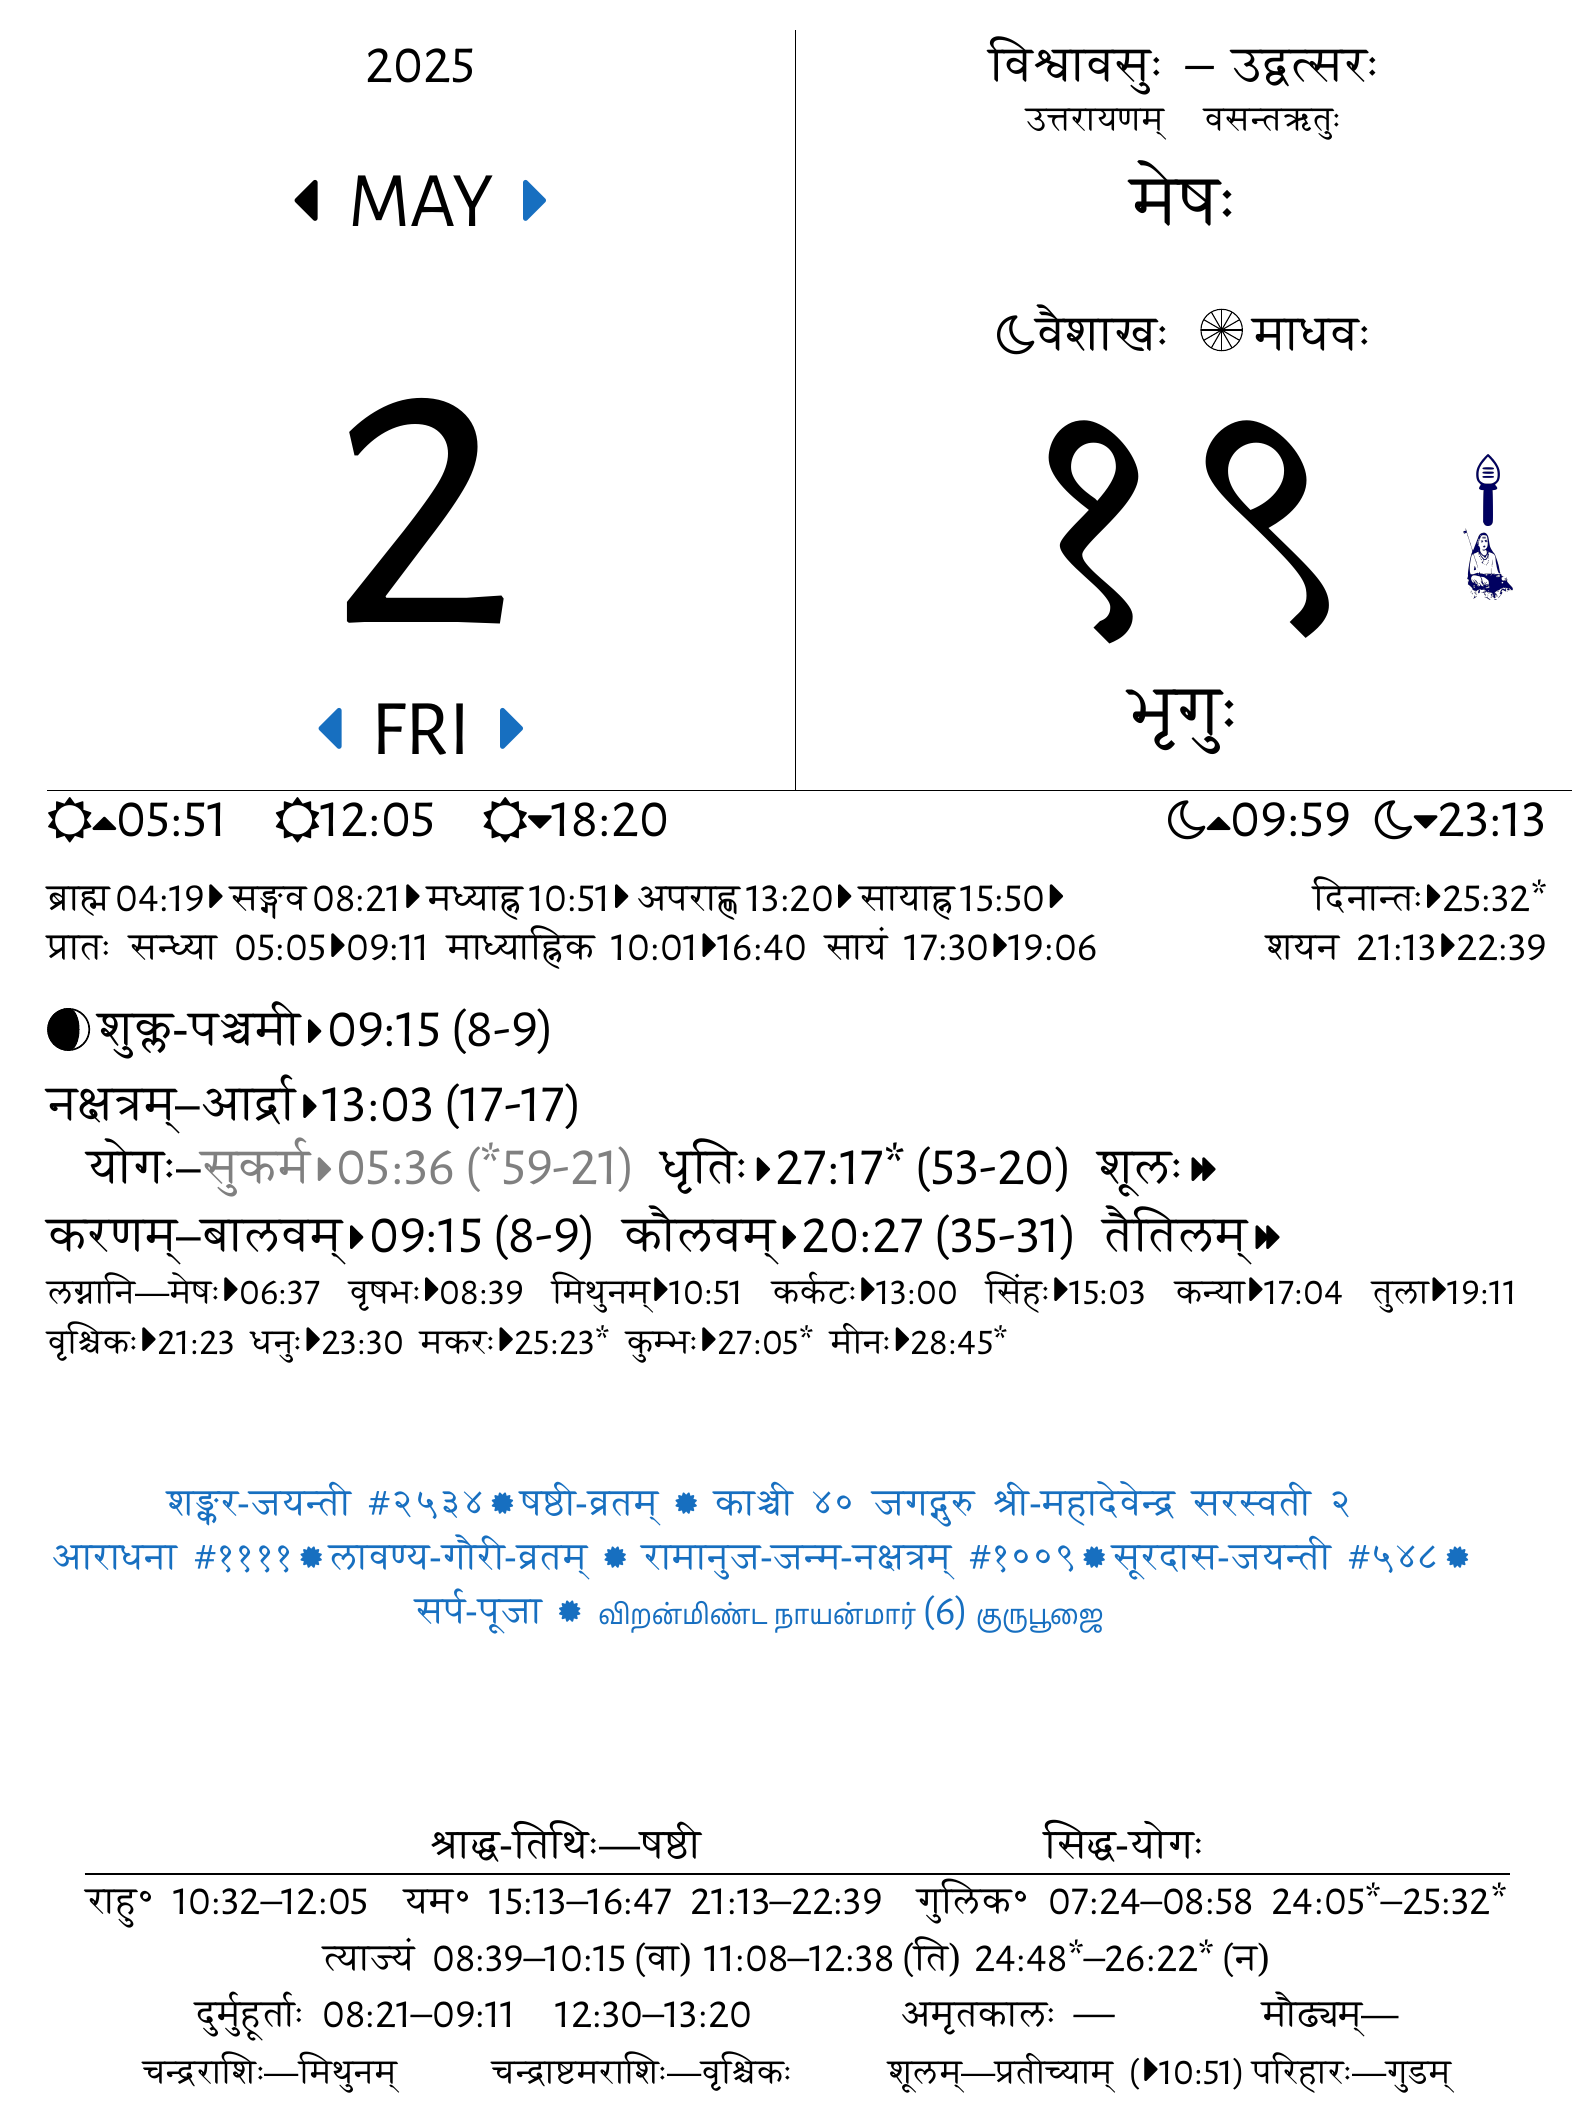 2025
MAY
2
FRI
विश्वावसुः – उद्वत्सरः
उत्तरायणम् वसन्तऋतुः
मेषः
वैशाखः माधवः
१९
भृगुः
05:51 12:05 18:20 09:59 23:13
ब्राह्म 04:19 सङ्गव 08:21 मध्याह्न 10:51 अपराह्ण 13:20 सायाह्न 15:50 दिनान्तः 25:32*
प्रातः सन्ध्या 05:05 09:11 माध्याह्निक 10:01 16:40 सायं 17:30 19:06 शयन 21:13 22:39
शुक्ल-पञ्चमी 09:15 (8-9)
नक्षत्रम्–आर्द्रा 13:03 (17-17)
योगः–सुकर्म 05:36 (*59-21) धृतिः 27:17* (53-20) शूलः
करणम्–बालवम् 09:15 (8-9) कौलवम् 20:27 (35-31) तैतिलम्
लग्नानि—मेषः 06:37 वृषभः 08:39 मिथुनम् 10:51 कर्कटः 13:00 सिंहः 15:03 कन्या 17:04 तुला 19:11
वृश्चिकः 21:23 धनुः 23:30 मकरः 25:23* कुम्भः 27:05* मीनः 28:45*
शङ्कर-जयन्ती #२५३४ षष्ठी-व्रतम् काञ्ची ४० जगद्गुरु श्री-महादेवेन्द्र सरस्वती २
आराधना #११११ लावण्य-गौरी-व्रतम् रामानुज-जन्म-नक्षत्रम् #१००९ सूरदास-जयन्ती #५४८
सर्प-पूजा விறன்மிண்ட நாயன்மார் (6) குருபூஜை
श्राद्ध-तिथिः—षष्ठी सिद्ध-योगः
राहु° 10:32–12:05 यम° 15:13–16:47 21:13–22:39 गुलिक° 07:24–08:58 24:05*–25:32*
त्याज्यं 08:39–10:15 (वा) 11:08–12:38 (ति) 24:48*–26:22* (न)
दुर्मुहूर्ताः 08:21–09:11 12:30–13:20 अमृतकालः — मौढ्यम्—
चन्द्रराशिः—मिथुनम् चन्द्राष्टमराशिः—वृश्चिकः शूलम्—प्रतीच्याम् (10:51) परिहारः—गुडम्